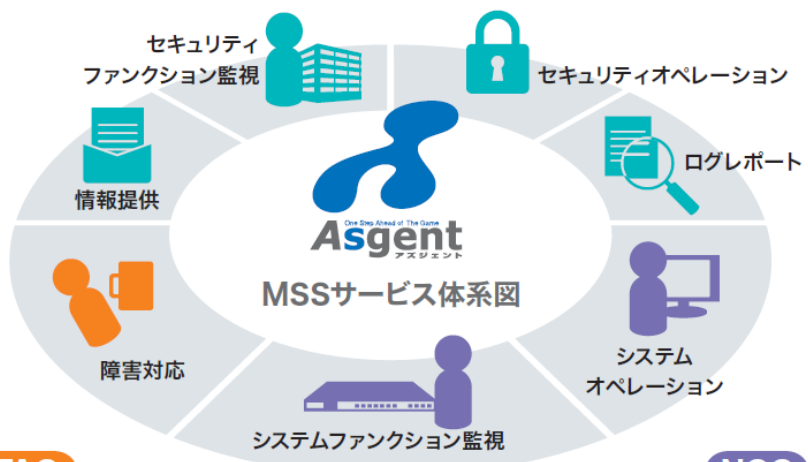 セキュリティ
ファンクション監視
セキュリティオペレーション
情報提供
ログレポート
One Step Ahead of The Game
Asgent
アズジェント
MSSサービス体系図
障害対応
システム
オペレーション
システムファンクション監視